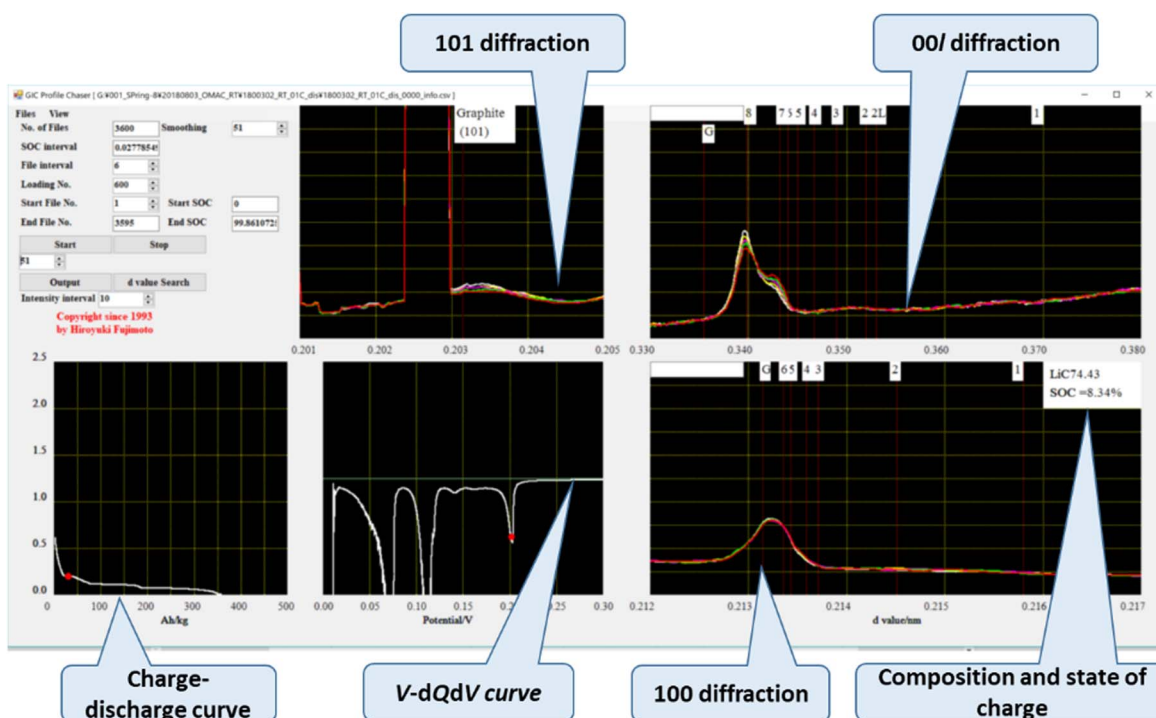 101 diffraction
00l diffraction
GIC Profile Chaser [ G:¥001_SPring-8¥20180803_OMAC_RT¥1800302_RT_01C_dis¥1800302_RT_01C_dis_0000_info.csv ]
Files View
No. of Files 3600 Smoothing 51
SOC interval 0.0277854
File interval 6
Loading No. 600
Start File No. 1 Start SOC 0
End File No. 3595 End SOC 99.861072
Start Stop
51
Output d value Search
Intensity interval 10
Copyright since 1993
by Hiroyuki Fujimoto
Graphite
(101)
0.201 0.202 0.203 0.204 0.205
8 7 5 5 4 3 2 2L 1
G
0.330 0.340 0.350 0.360 0.370 0.380
2.5
2.0
1.5
1.0
0.5
0.0
0 100 200 300 400 500
Ah/kg
0.00 0.05 0.10 0.15 0.20 0.25 0.30
Potential/V
G 6 5 4 3 2 1
LiC74.43
SOC =8.34%
0.212 0.213 0.214 0.215 0.216 0.217
d value/nm
Charge-
discharge curve
V-dQdV curve
100 diffraction
Composition and state of
charge